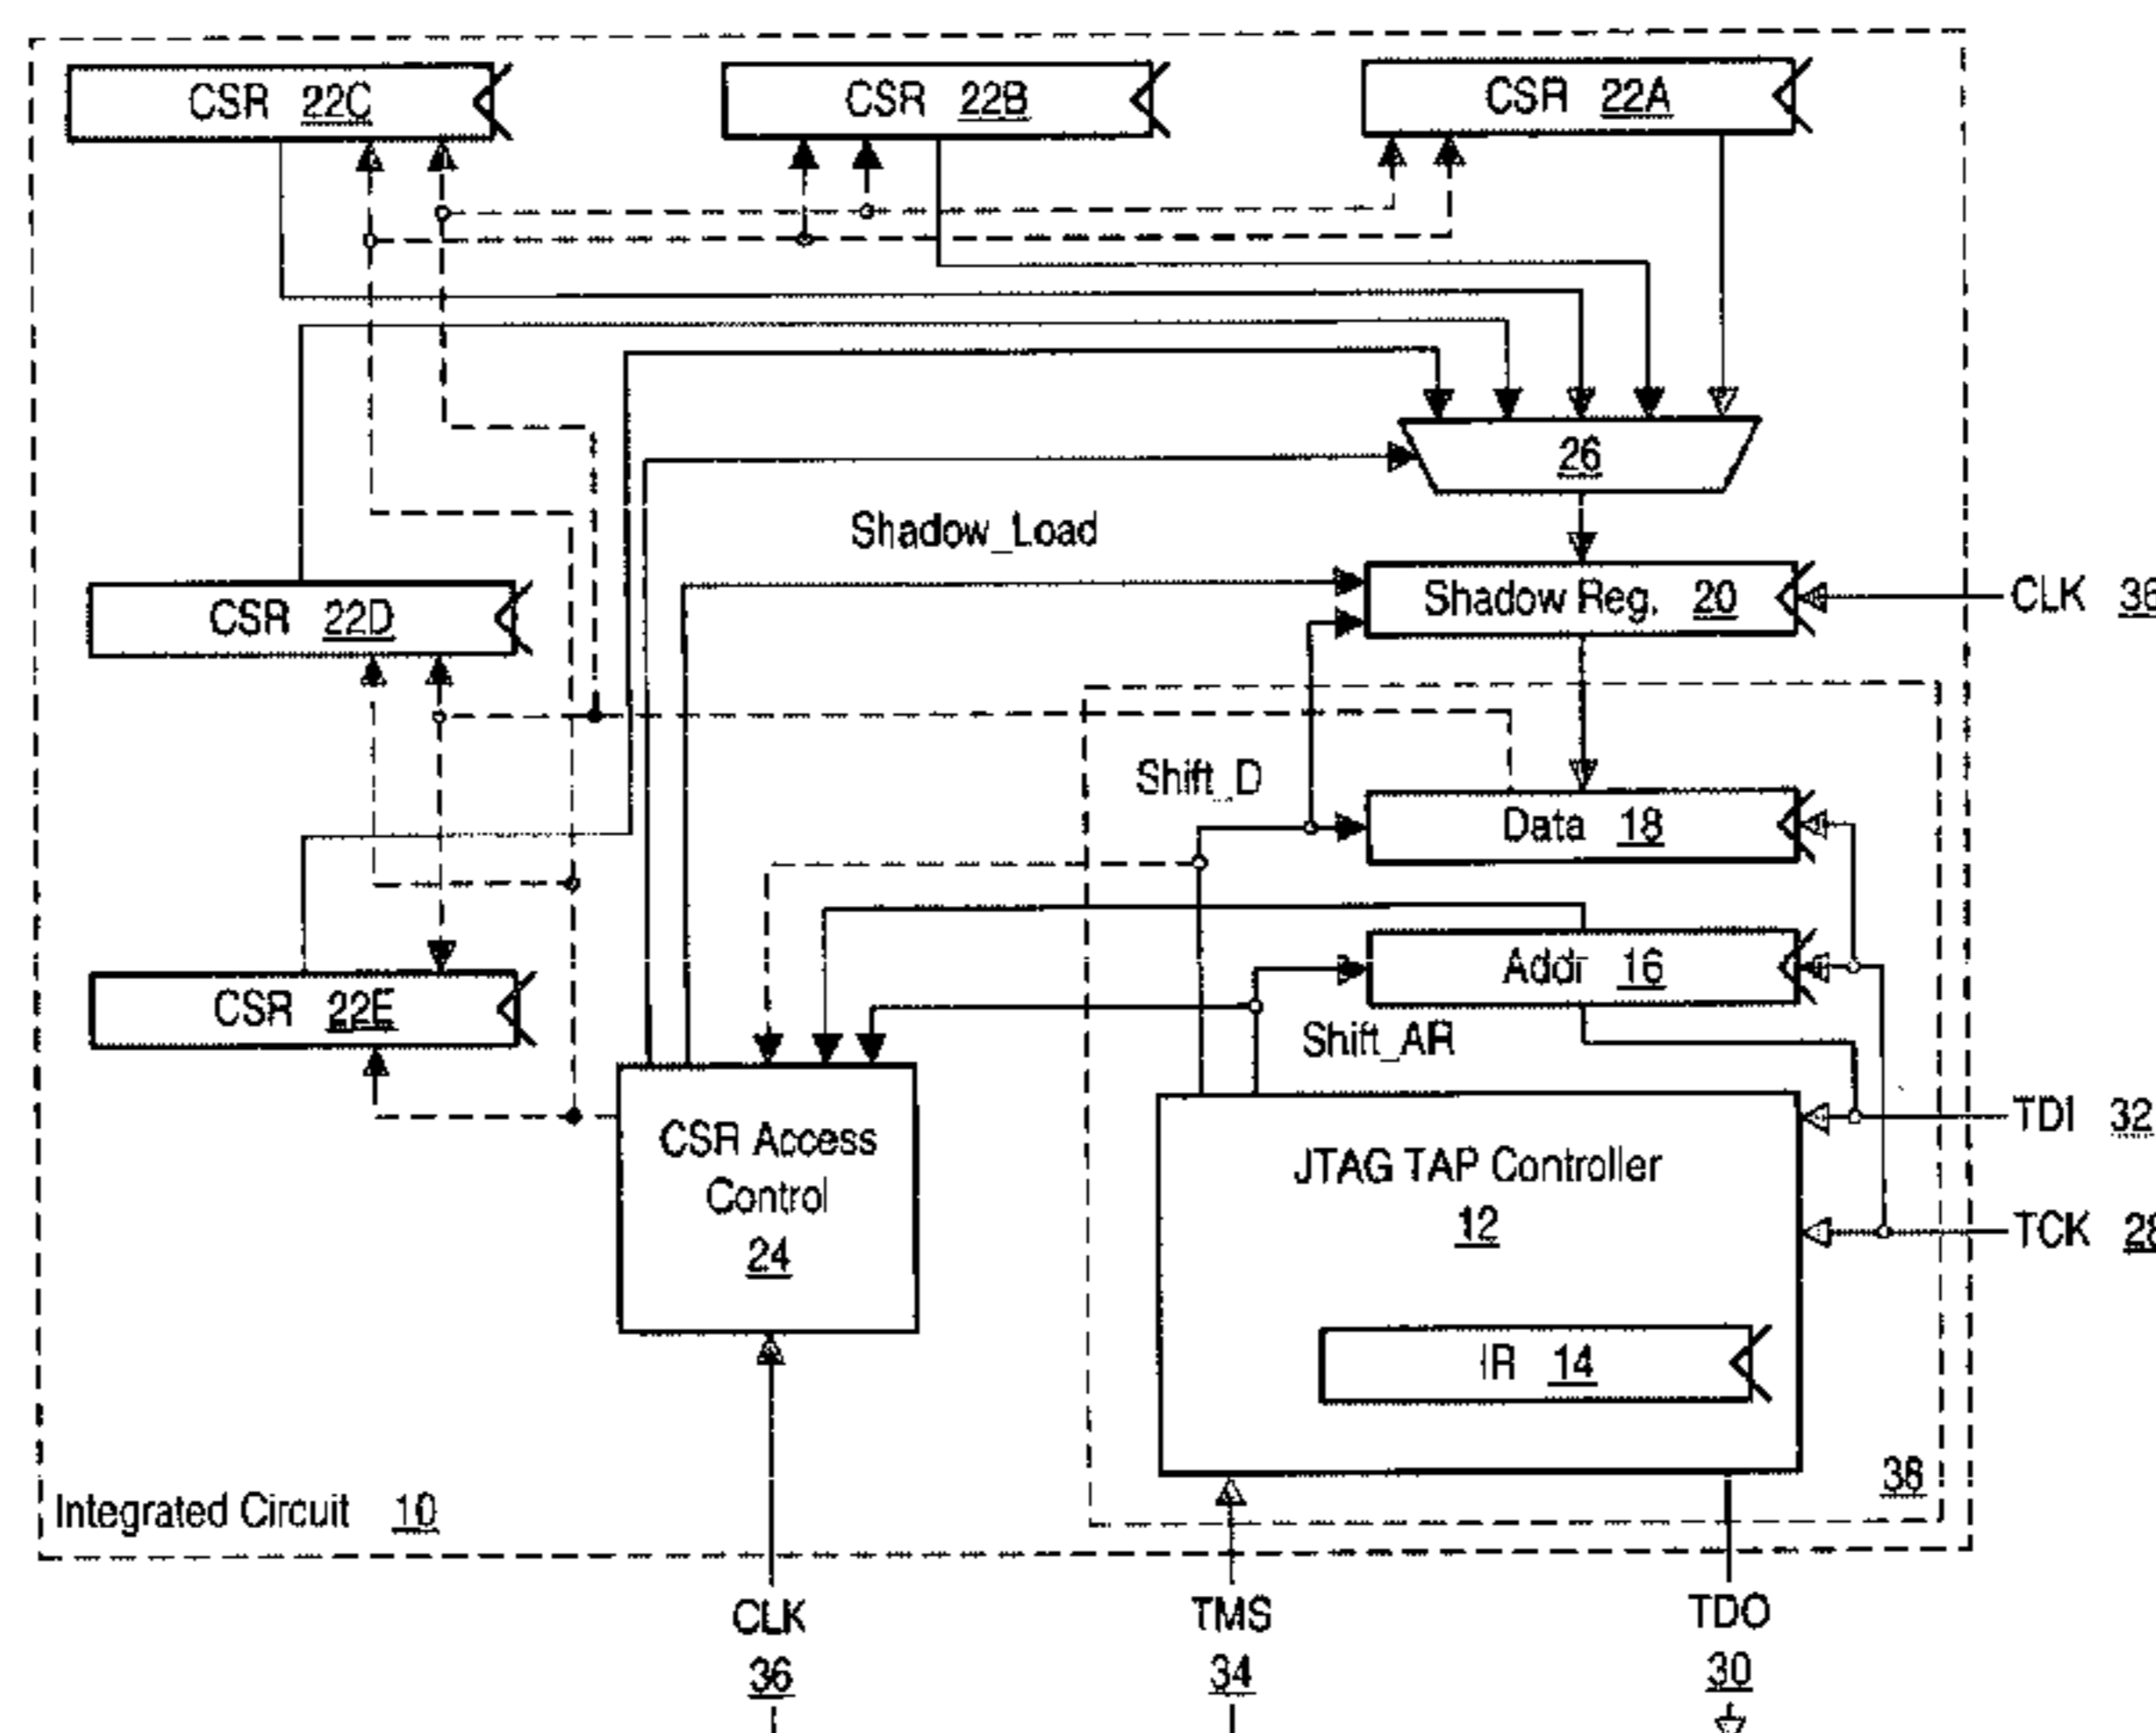 CSR 22C
CSR 22B
CSR 22A
26
Shadow_Load
Shadow Reg. 20
CLK 36
CSR 22D
Shift_D
Data 18
Addr 16
CSR 22E
Shift_AR
CSR Access
Control
24
JTAG TAP Controller
12
TDI 32
TCK 28
IR 14
38
Integrated Circuit 10
CLK
36
TMS
34
TDO
30